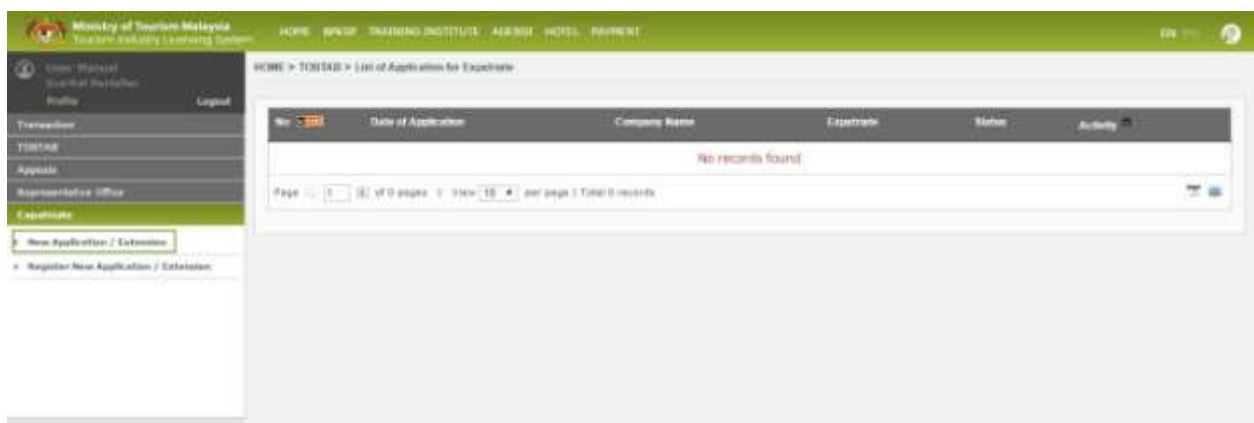 Ministry of Tourism Malaysia
Tourism Industry Licensing System
HOME TRAINING INSTITUTE HOTEL PAYMENT
EN
User Manual
Profile Logout
HOME > TOBTAB > List of Application for Expatriate
Transaction
TOBTAB
Appeals
Representative Office
Expatriate
New Application / Extension
Register New Application / Extension
No Date of Application Company Name Expatriate Status Activity
No records found
Page 1 of 0 pages View 10 per page | Total 0 records